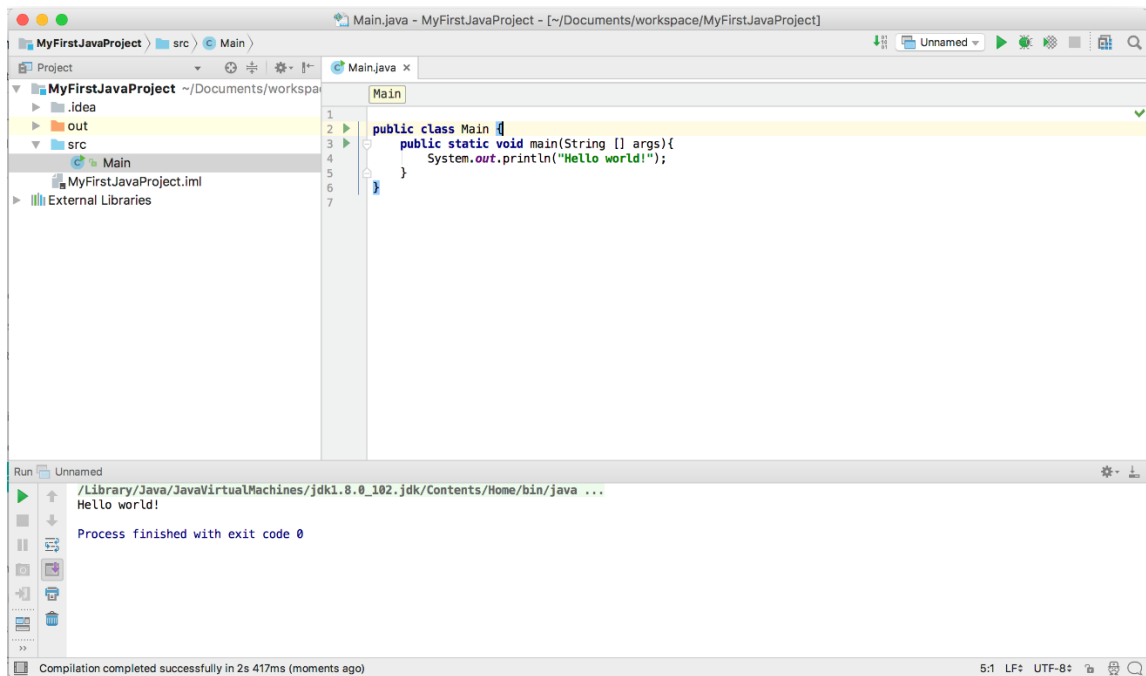 Main.java - MyFirstJavaProject - [~/Documents/workspace/MyFirstJavaProject]
MyFirstJavaProject src Main
Unnamed
Project
Main.java
MyFirstJavaProject ~/Documents/workspa
.idea
out
src
Main
MyFirstJavaProject.iml
External Libraries
Main
1
2 public class Main {
3 public static void main(String [] args){
4 System.out.println("Hello world!");
5 }
6 }
7
Run Unnamed
/Library/Java/JavaVirtualMachines/jdk1.8.0_102.jdk/Contents/Home/bin/java ...
Hello world!
Process finished with exit code 0
Compilation completed successfully in 2s 417ms (moments ago)
5:1 LF UTF-8